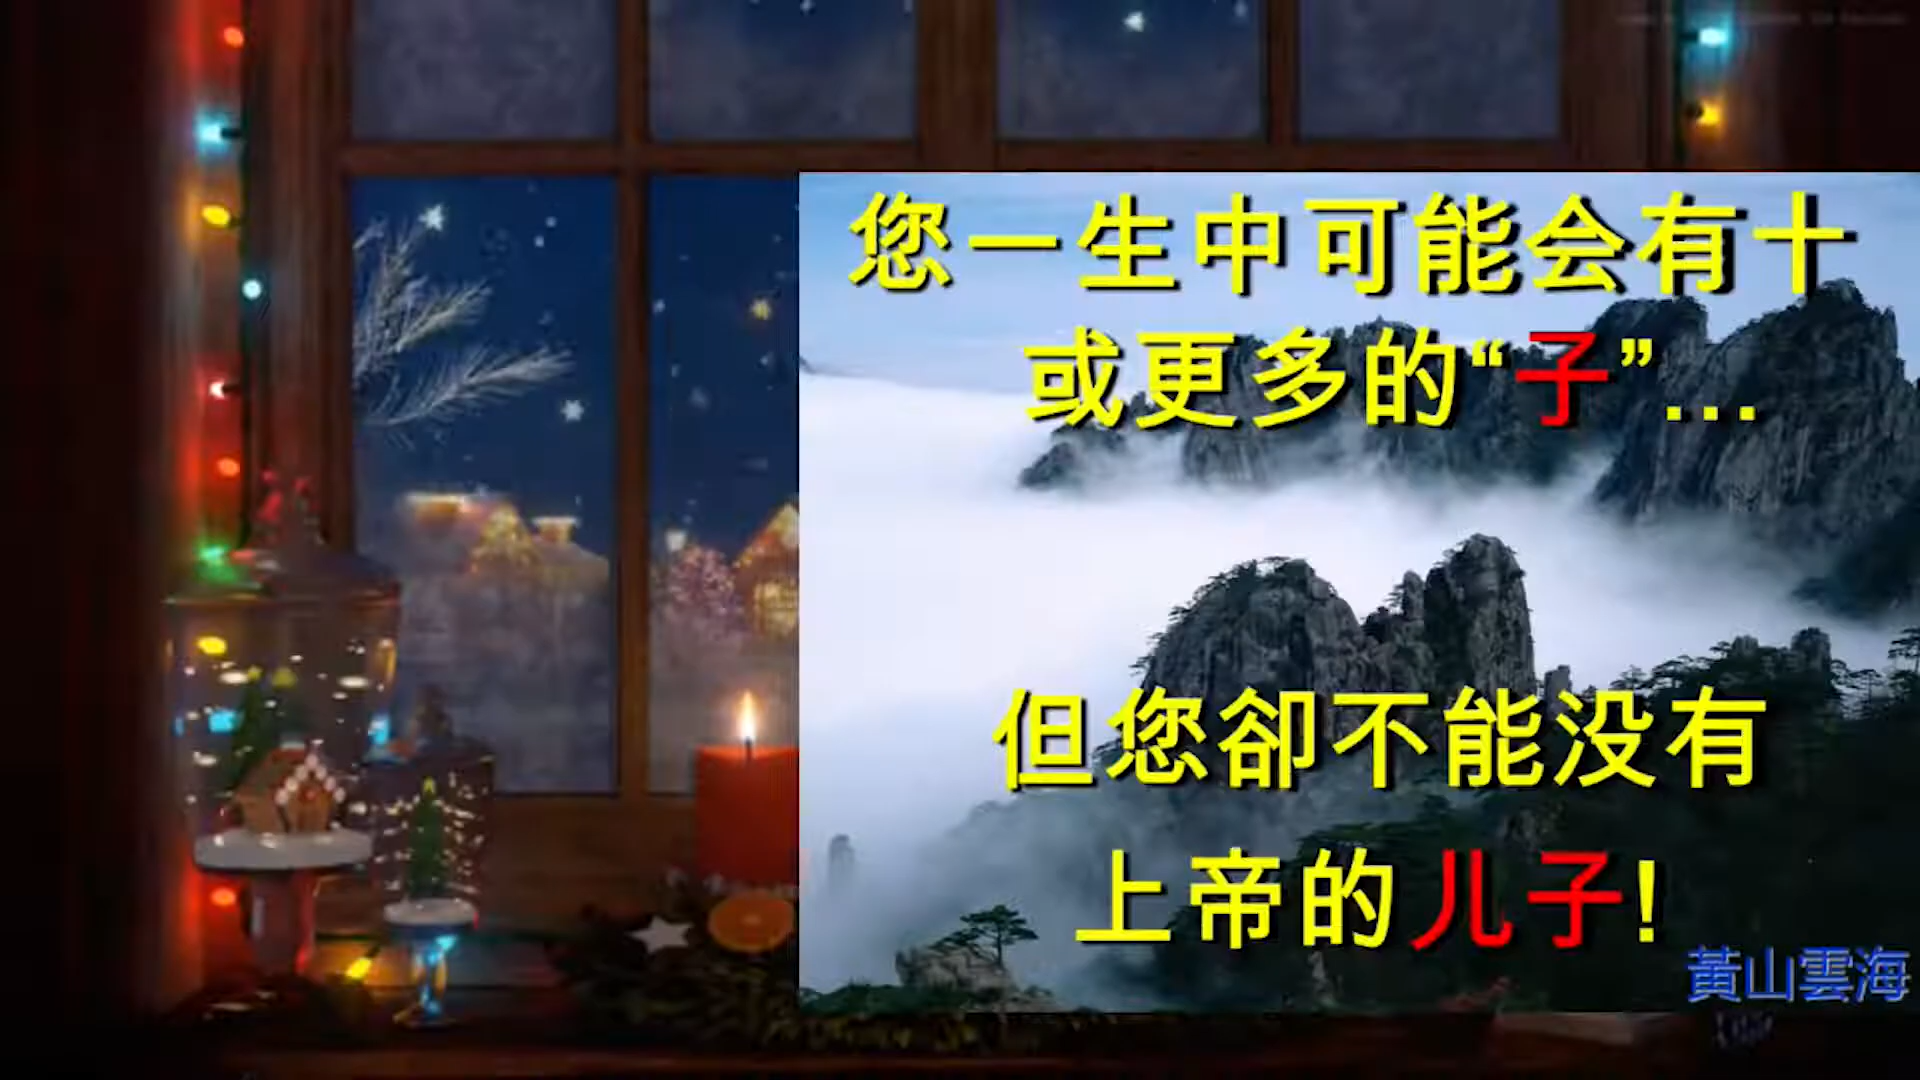 您一生中可能会有十
或更多的“子”…
但您卻不能没有
上帝的儿子!
黃山雲海